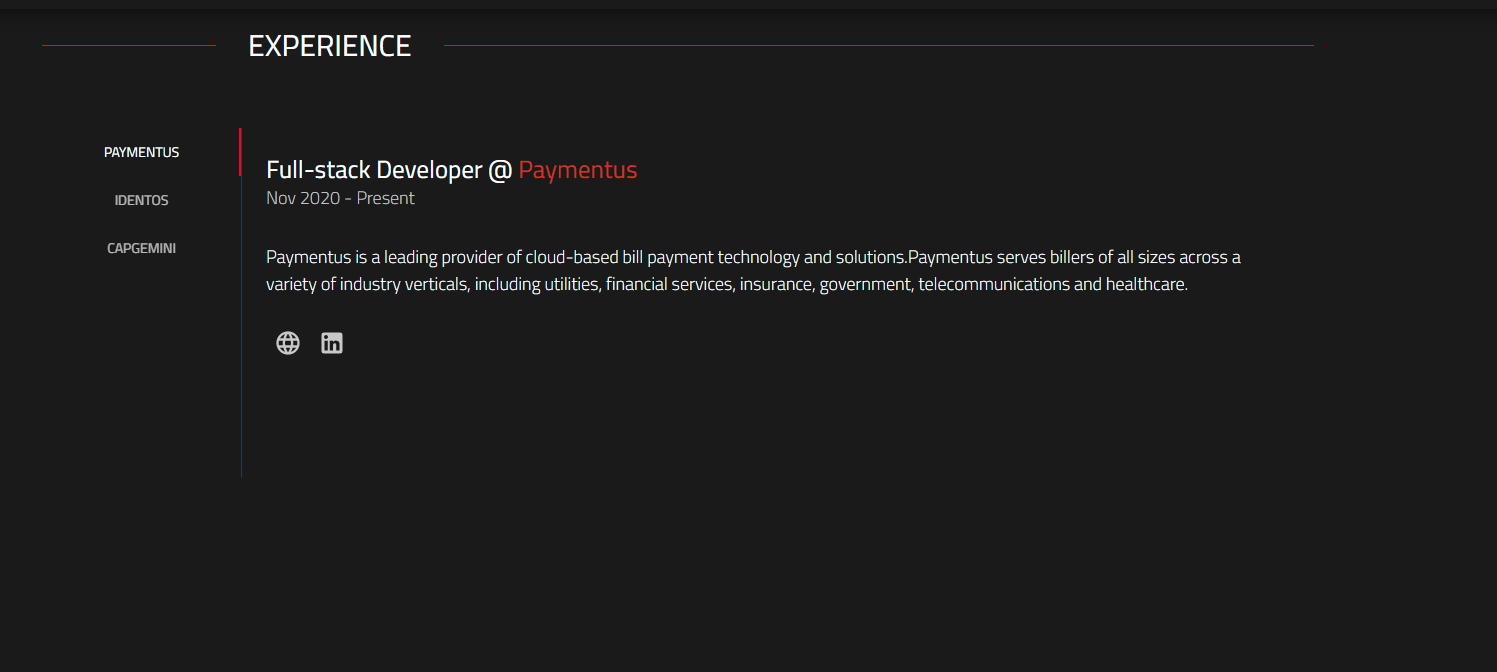 EXPERIENCE
PAYMENTUS
IDENTOS
CAPGEMINI
Full-stack Developer @ Paymentus
Nov 2020 - Present
Paymentus is a leading provider of cloud-based bill payment technology and solutions.Paymentus serves billers of all sizes across a
variety of industry verticals, including utilities, financial services, insurance, government, telecommunications and healthcare.
in